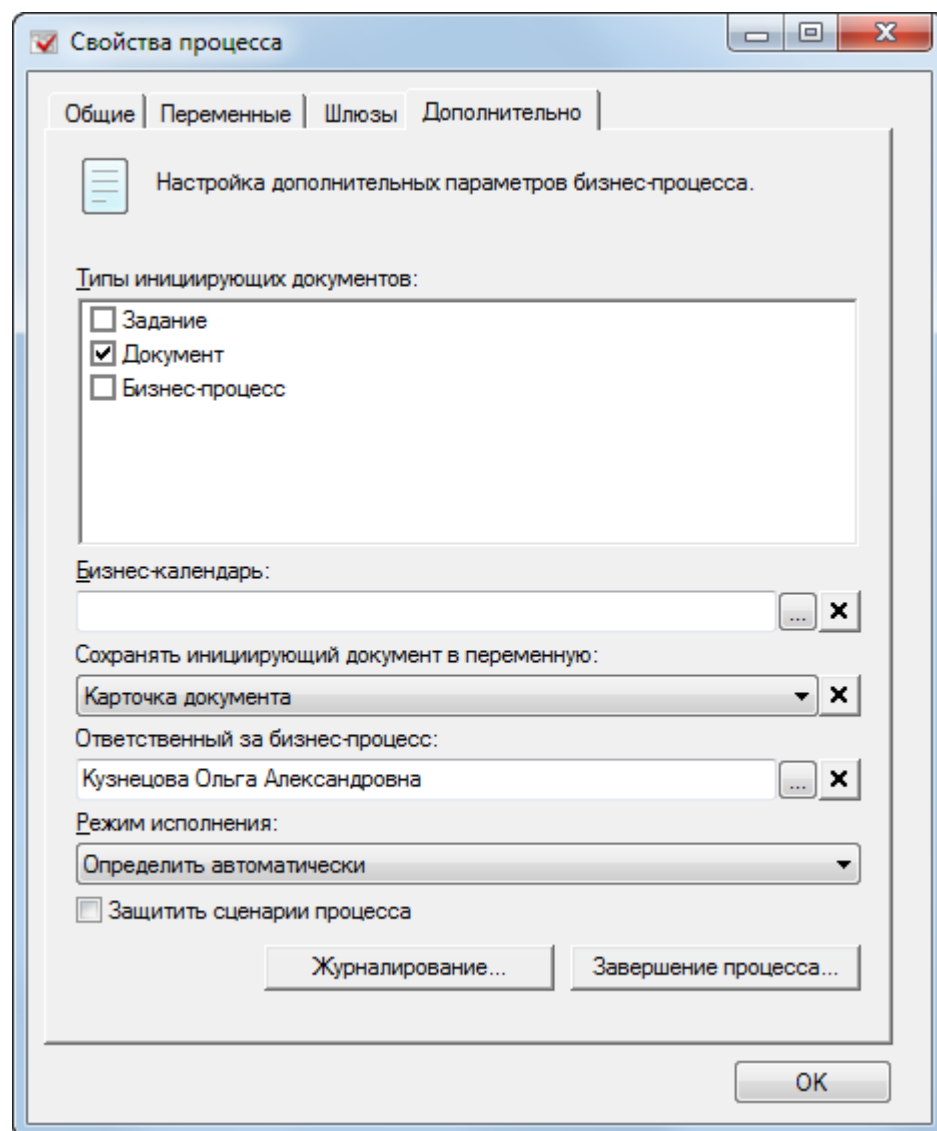 Свойства процесса
Общие Переменные Шлюзы Дополнительно
Настройка дополнительных параметров бизнес-процесса.
Типы инициирующих документов:
Задание
Документ
Бизнес-процесс
Бизнес-календарь:
...
Сохранять инициирующий документ в переменную:
Карточка документа
Ответственный за бизнес-процесс:
Кузнецова Ольга Александровна ...
Режим исполнения:
Определить автоматически
Защитить сценарии процесса
Журналирование... Завершение процесса...
OK